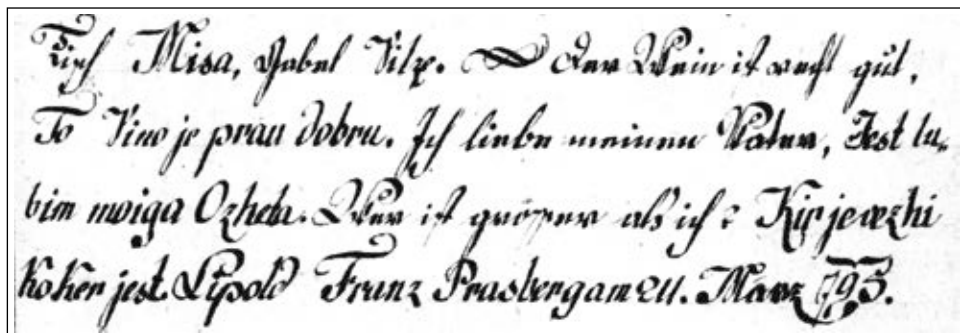 Tisch Misa, Gabel Vilze. Der Wein ist recht gut,
To Vino je prau dobru. Ich liebe meinen Vater, Jest lu-
bim moiga Ozheta. Wer ist größer als ich? Kir je vezhi
koker jest. Lipold Franz Prasberg am 24. Marz 795.